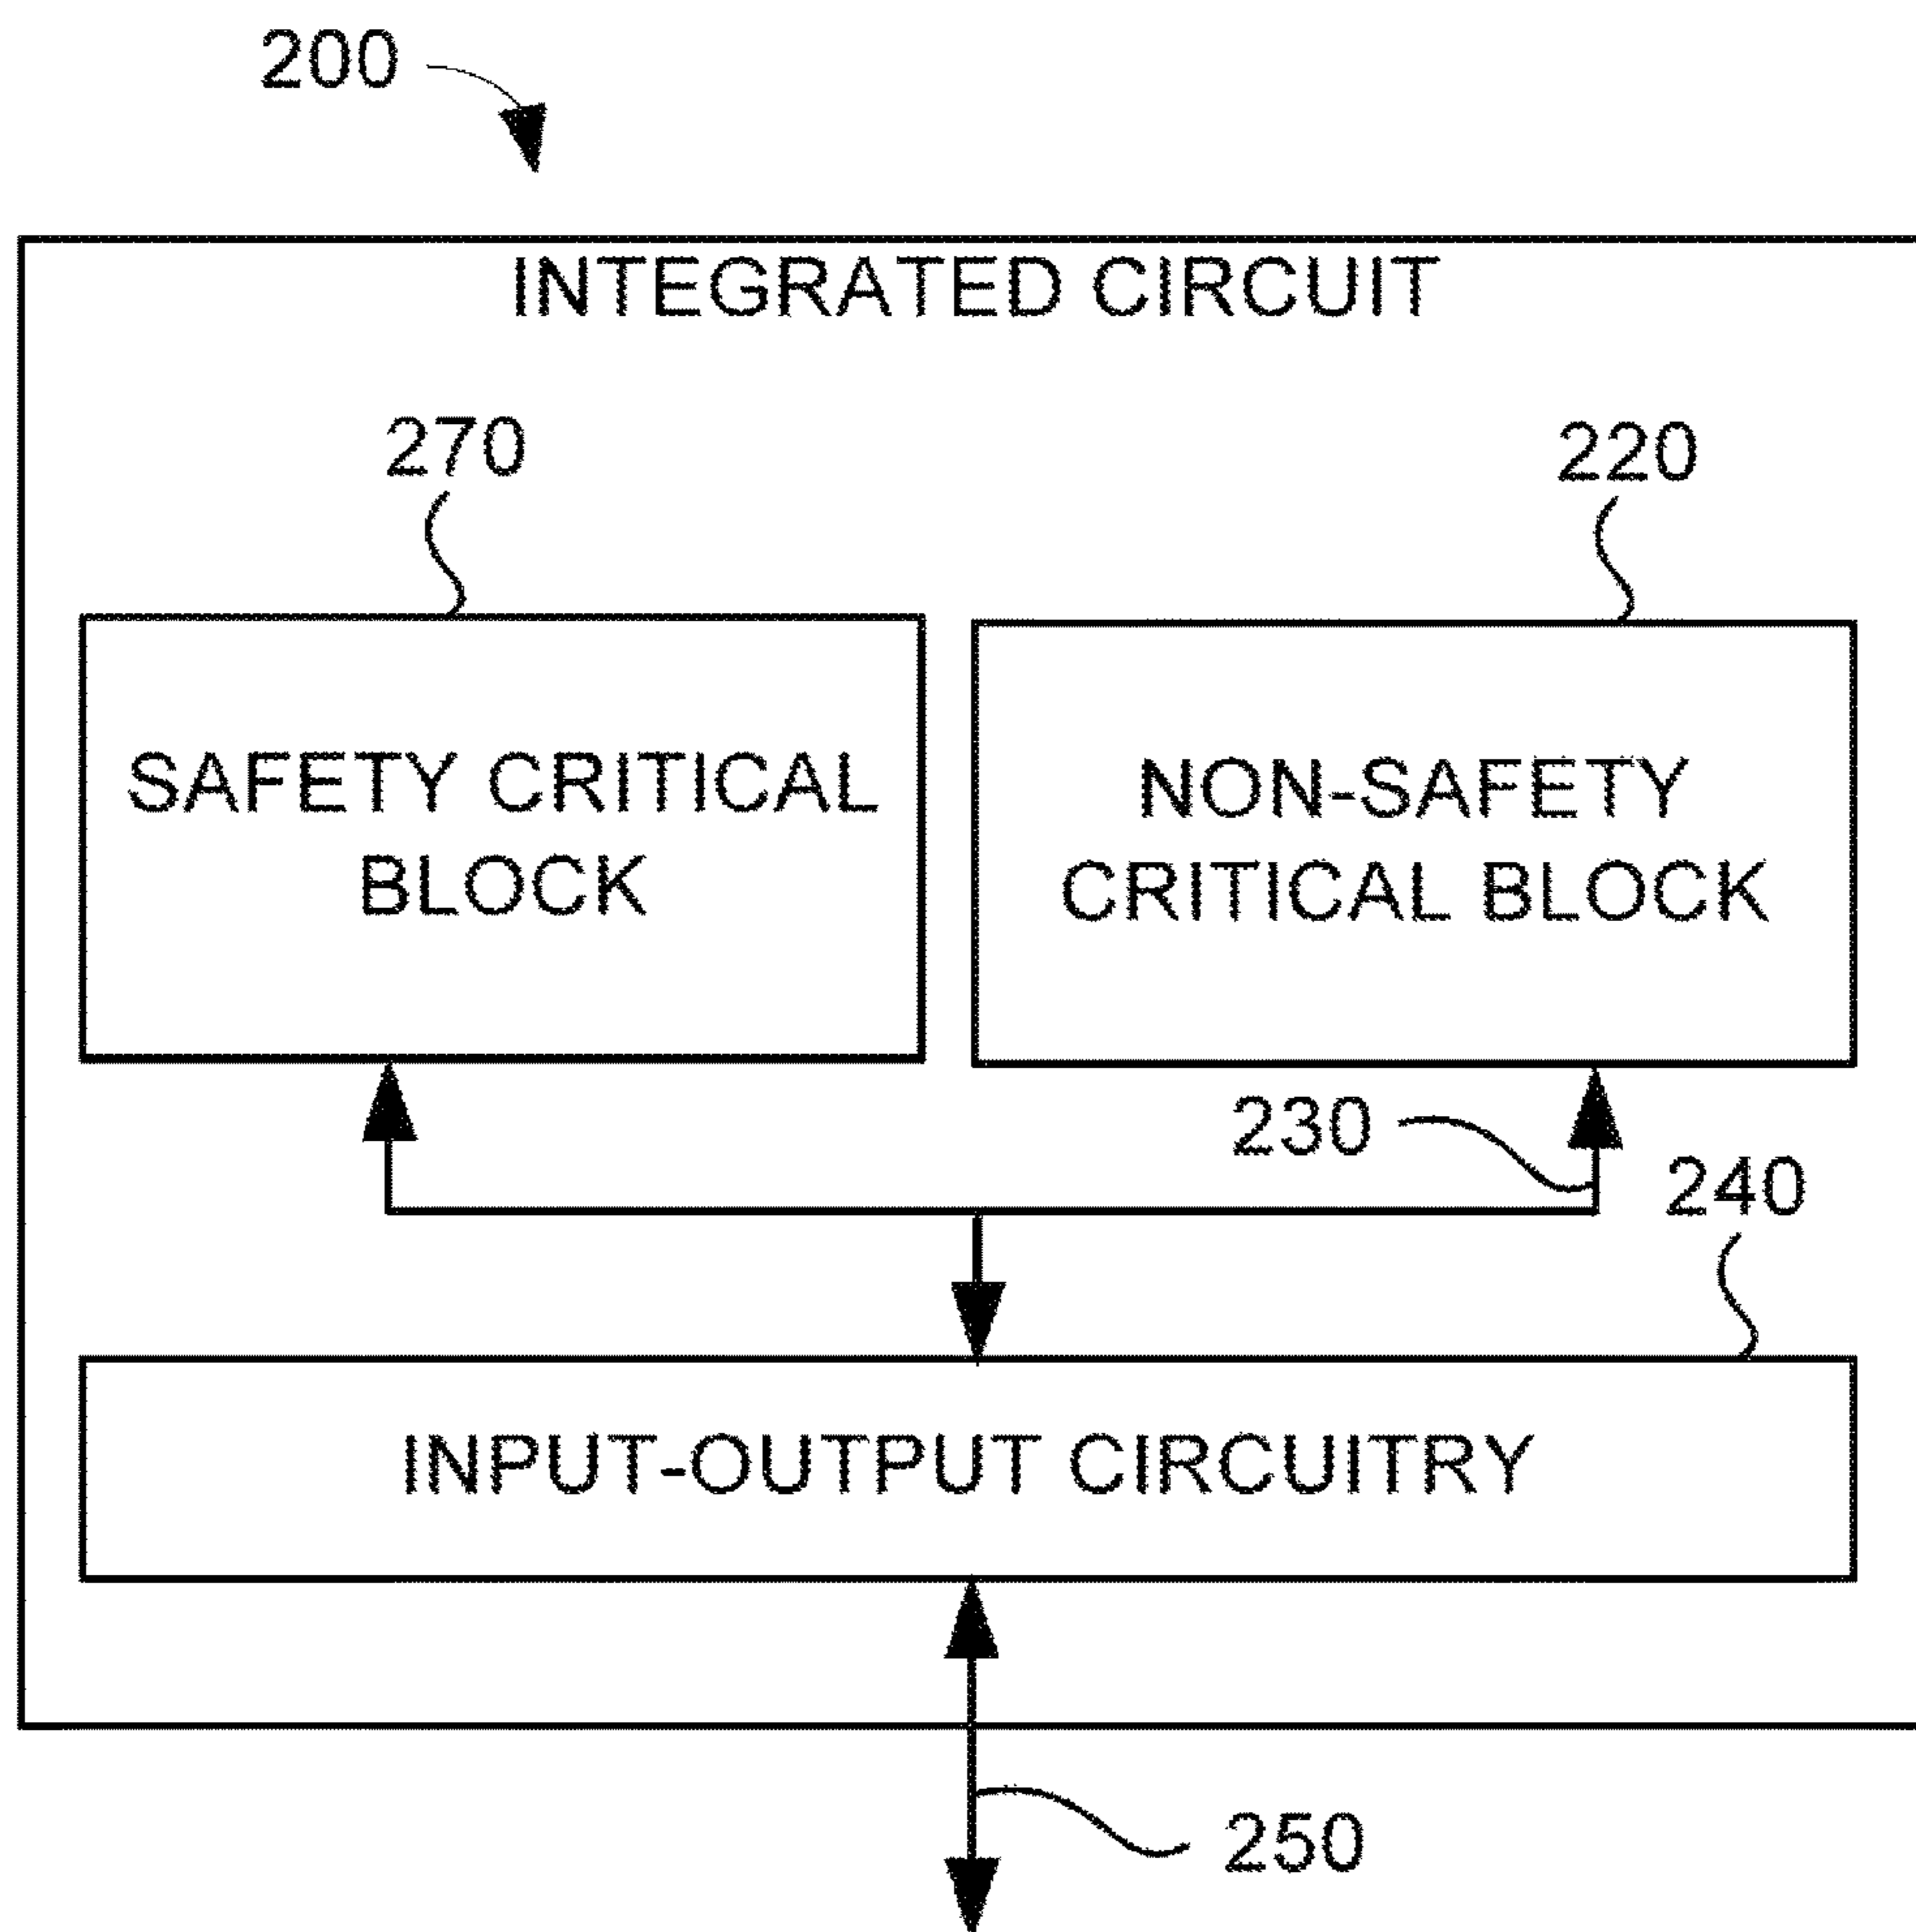 200
INTEGRATED CIRCUIT
270
220
SAFETY CRITICAL
BLOCK
NON-SAFETY
CRITICAL BLOCK
230
240
INPUT-OUTPUT CIRCUITRY
250